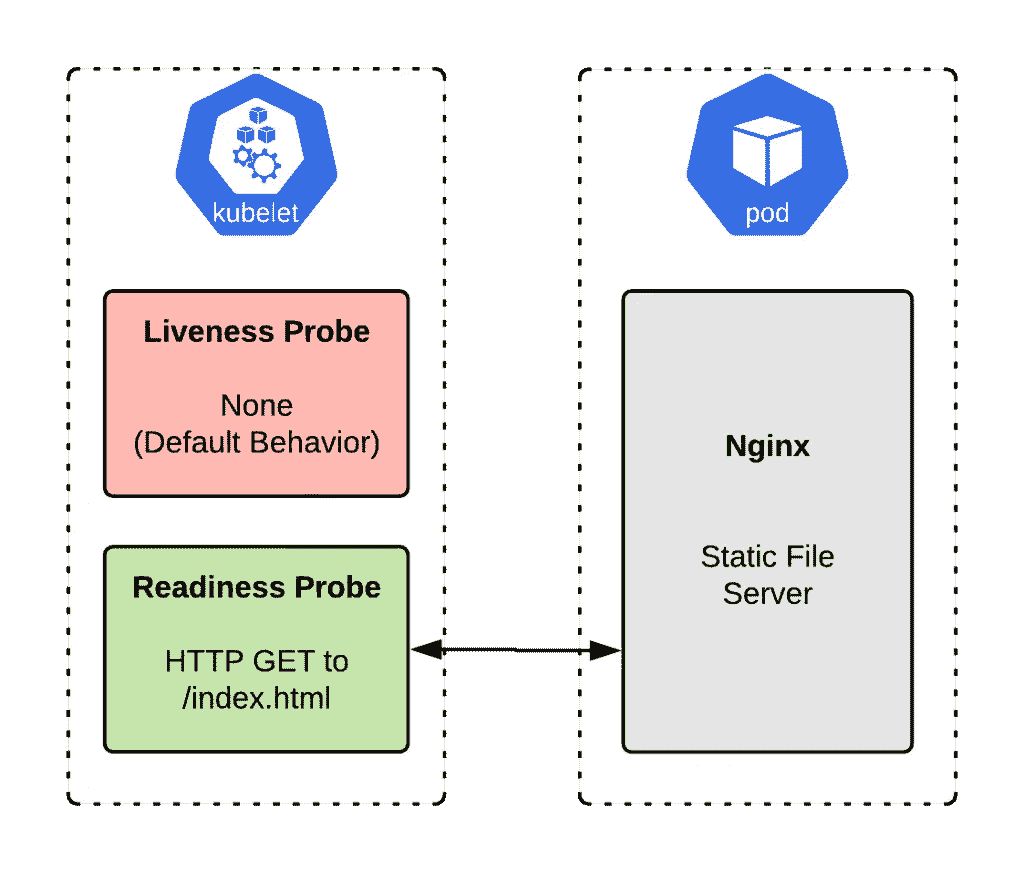 kubelet
Liveness Probe
None
(Default Behavior)
Readiness Probe
HTTP GET to
/index.html
pod
Nginx
Static File
Server